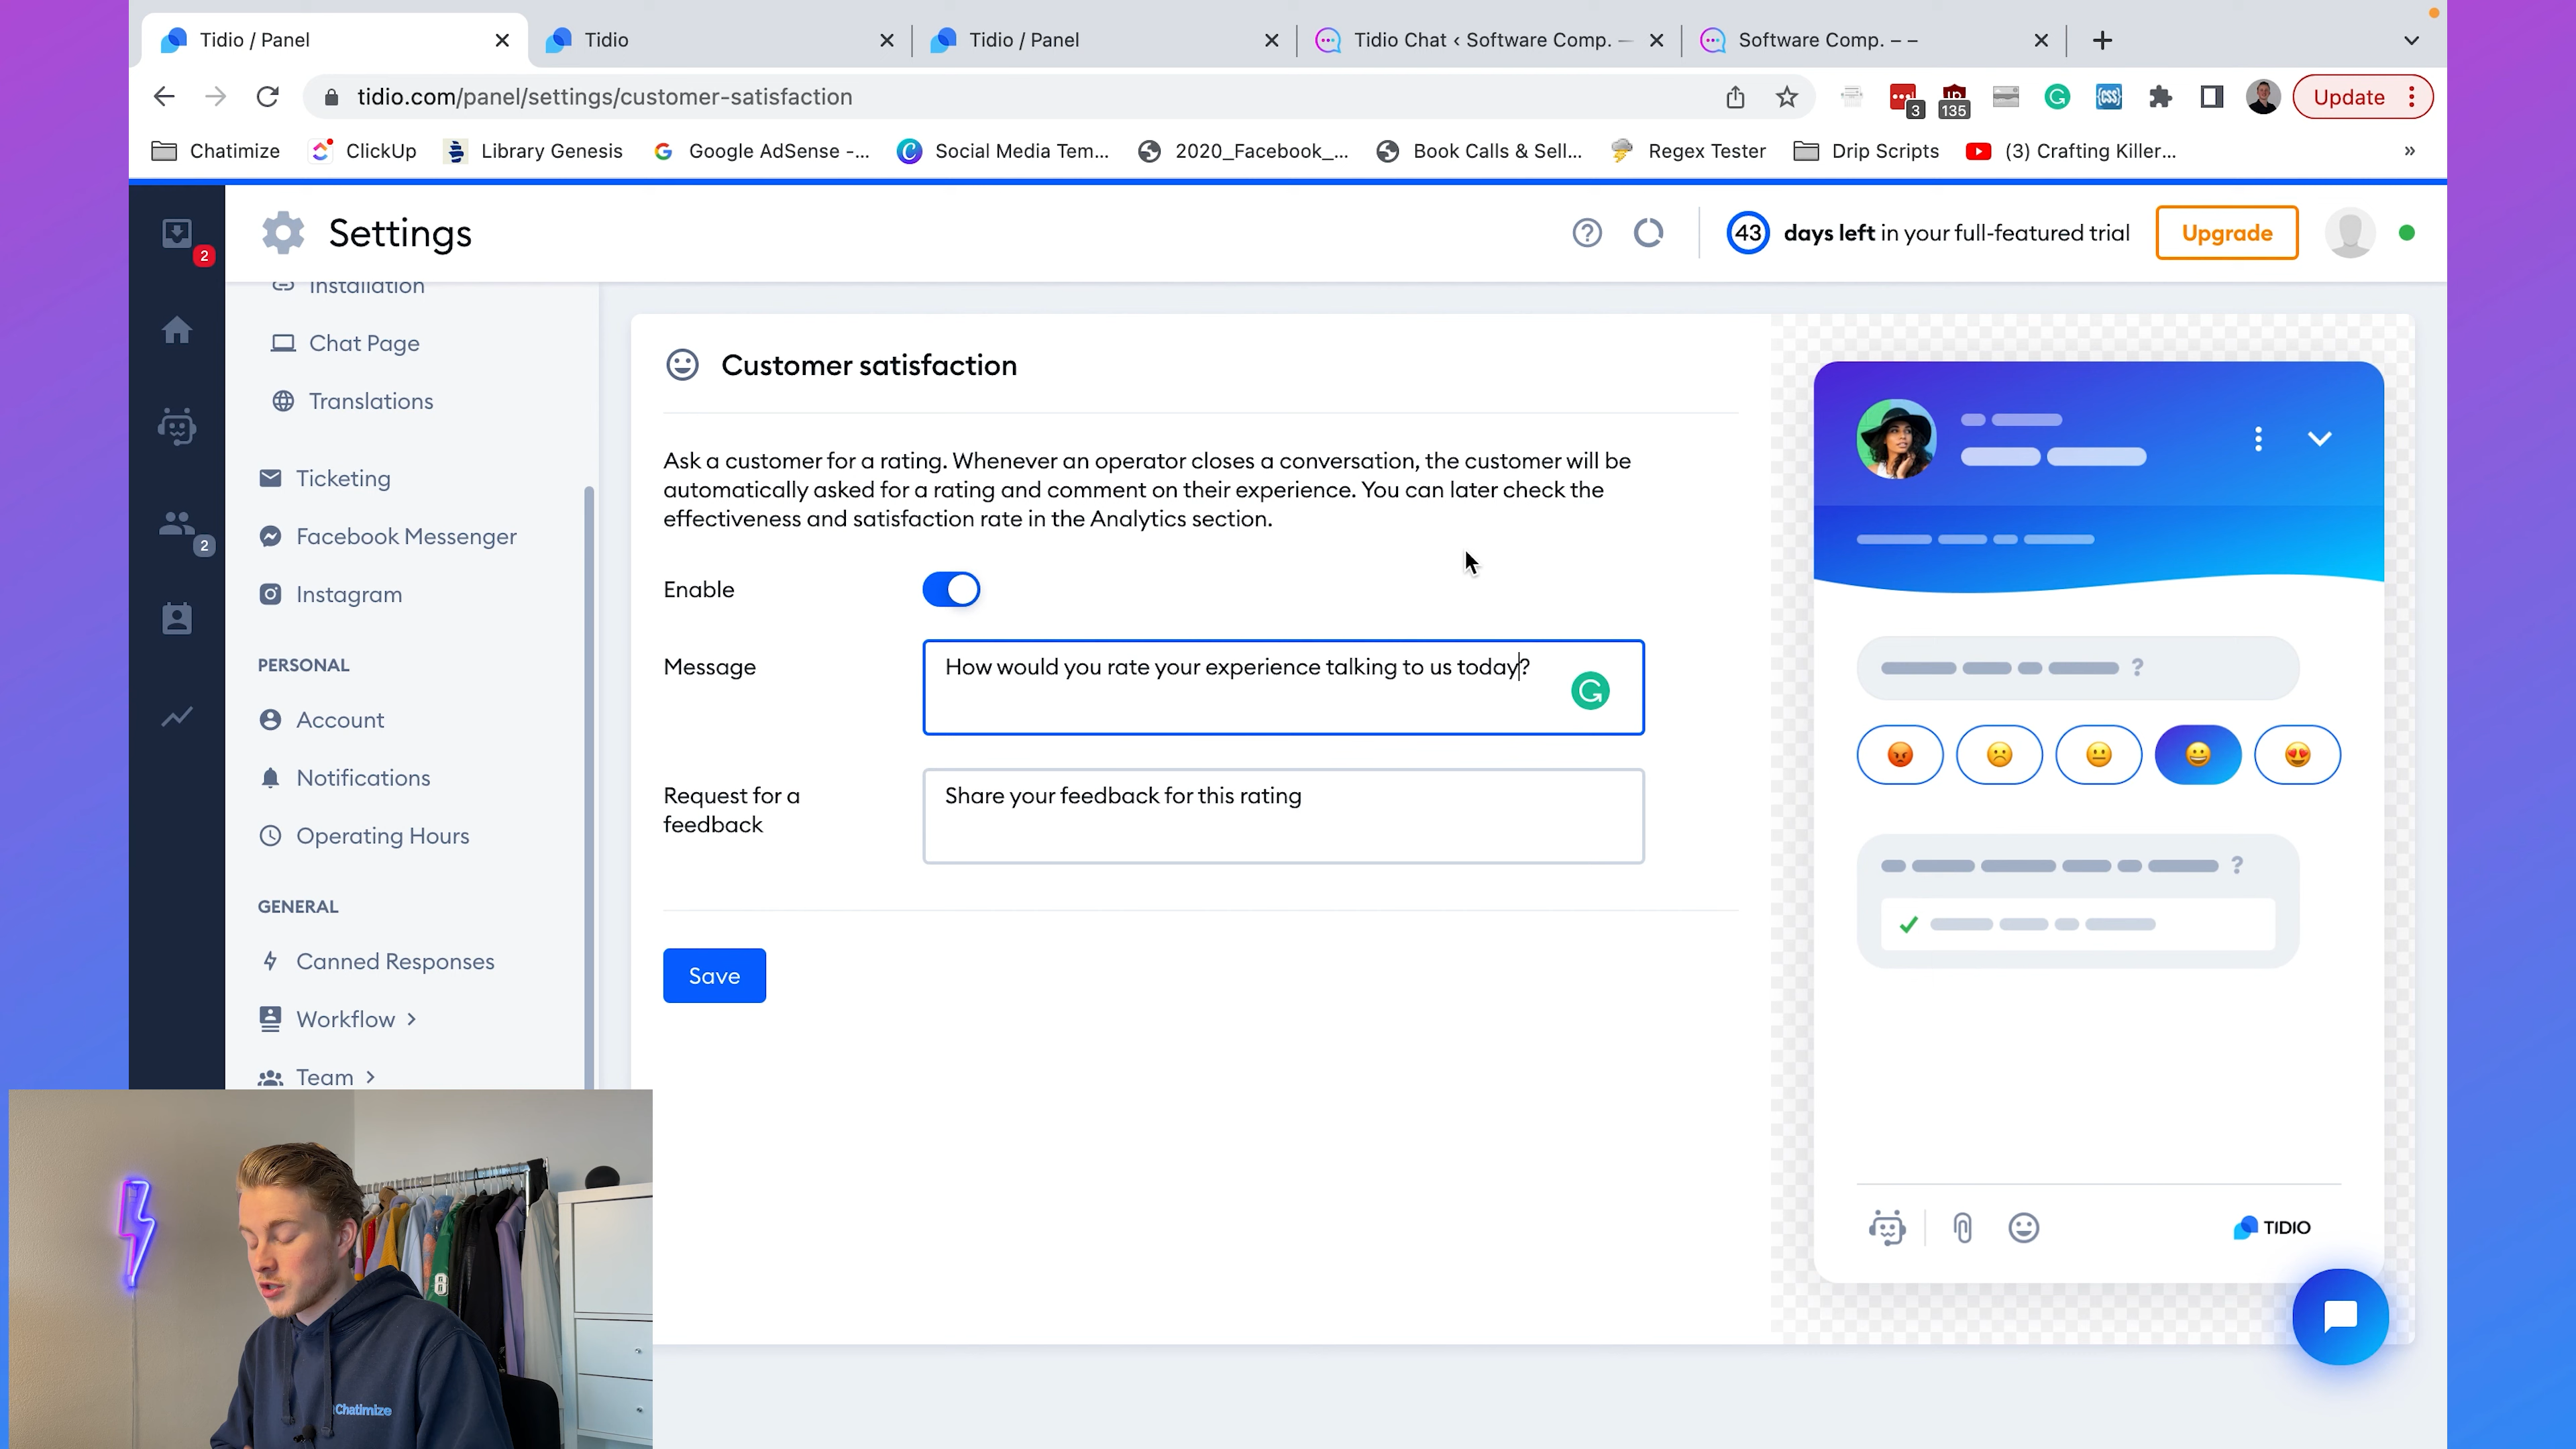 Tidio / Panel
Tidio
Tidio / Panel
Tidio Chat ‹ Software Comp. —
Software Comp. – –
tidio.com/panel/settings/customer-satisfaction
3
135
Update
Chatimize
ClickUp
Library Genesis
Google AdSense -...
Social Media Tem...
2020_Facebook_...
Book Calls & Sell...
Regex Tester
Drip Scripts
(3) Crafting Killer...
»
2
Settings
43 days left in your full-featured trial
Upgrade
Installation
Chat Page
Translations
Ticketing
Facebook Messenger
Instagram
PERSONAL
Account
Notifications
Operating Hours
GENERAL
Canned Responses
Workflow
Team
2
Customer satisfaction
Ask a customer for a rating. Whenever an operator closes a conversation, the customer will be
automatically asked for a rating and comment on their experience. You can later check the
effectiveness and satisfaction rate in the Analytics section.
Enable
Message
How would you rate your experience talking to us today?
Request for a
feedback
Share your feedback for this rating
Save
?
?
TIDIO
Chatimize